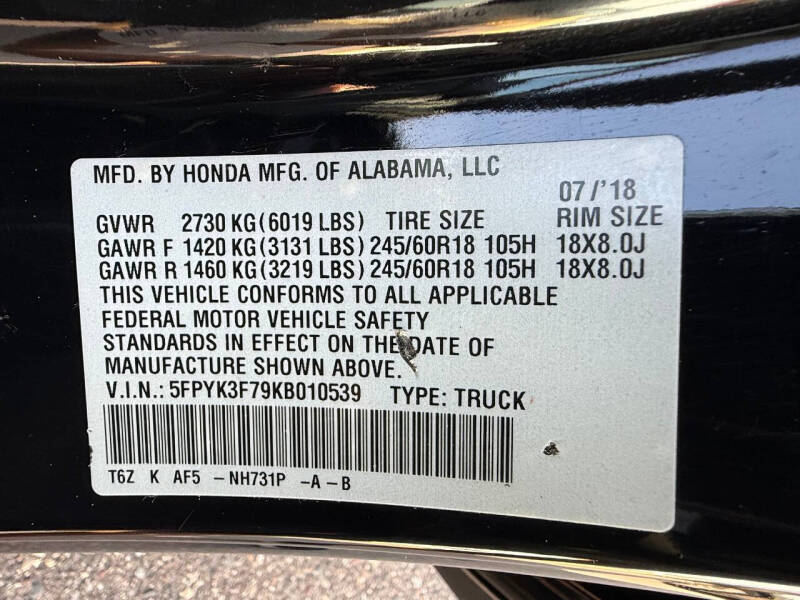 MFD. BY HONDA MFG. OF ALABAMA, LLC
07/'18
GVWR 2730 KG (6019 LBS) TIRE SIZE RIM SIZE
GAWR F 1420 KG (3131 LBS) 245/60R18 105H 18X8.0J
GAWR R 1460 KG (3219 LBS) 245/60R18 105H 18X8.0J
THIS VEHICLE CONFORMS TO ALL APPLICABLE
FEDERAL MOTOR VEHICLE SAFETY
STANDARDS IN EFFECT ON THE DATE OF
MANUFACTURE SHOWN ABOVE.
V.I.N.: 5FPYK3F79KB010539 TYPE: TRUCK
T6Z K AF5 -NH731P -A-B